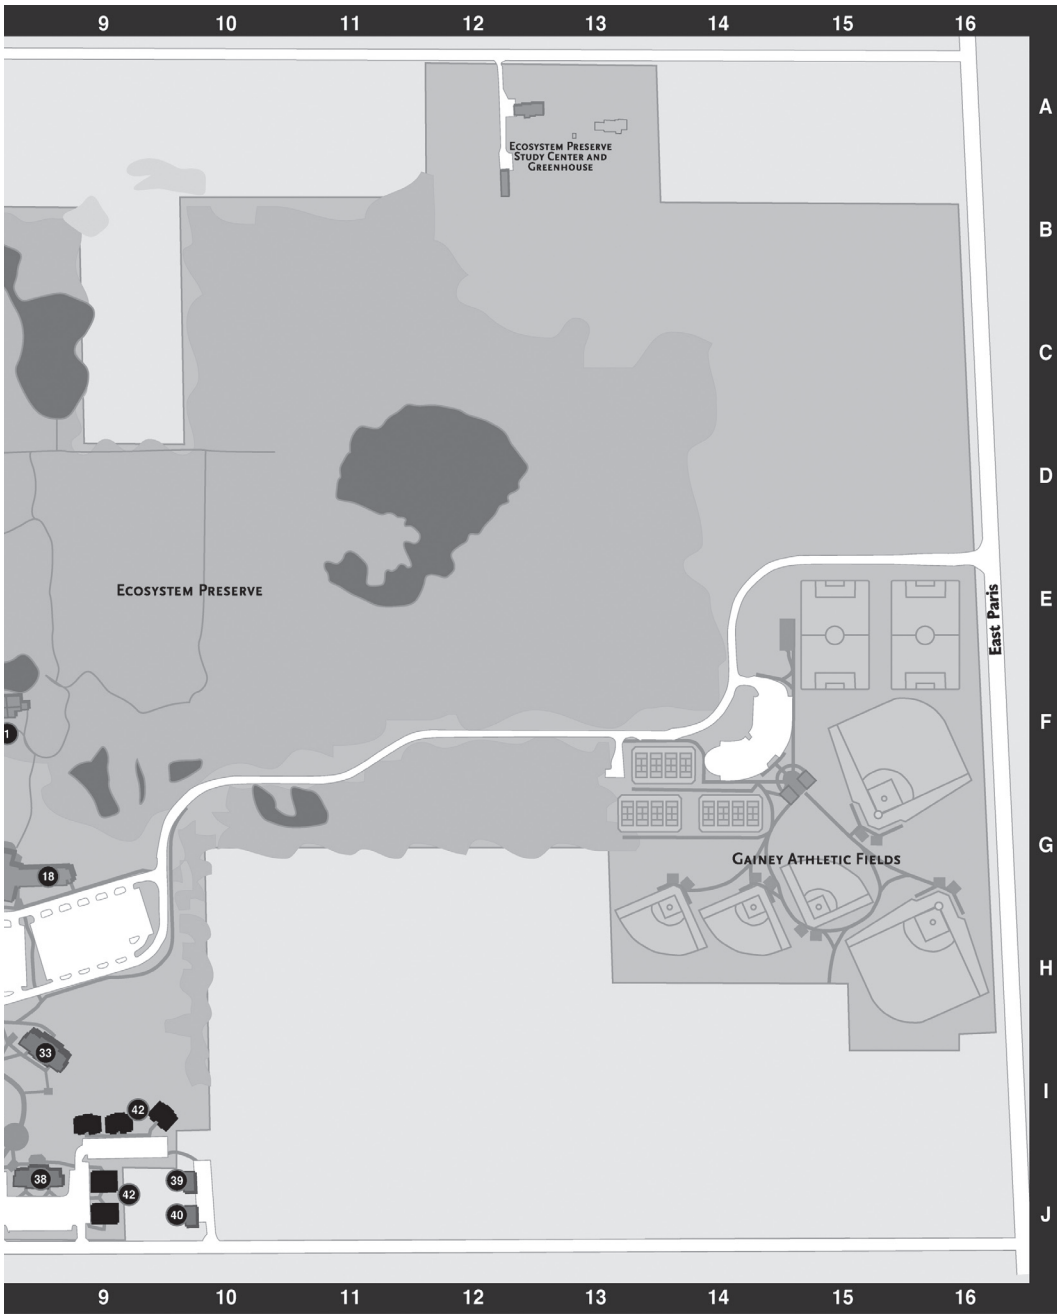 9 10 11 12 13 14 15 16
A
ECOSYSTEM PRESERVE
STUDY CENTER AND
GREENHOUSE
B
C
D
ECOSYSTEM PRESERVE
E
East Paris
F
1
G
GAINEY ATHLETIC FIELDS
18
H
33
I
42
38
42
39
40
J
9 10 11 12 13 14 15 16